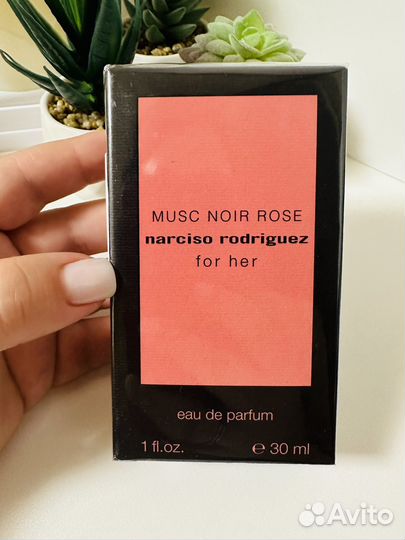 MUSC NOIR ROSE
narciso rodriguez
for her
eau de parfum
1 fl.oz. ℮ 30 ml
Avito